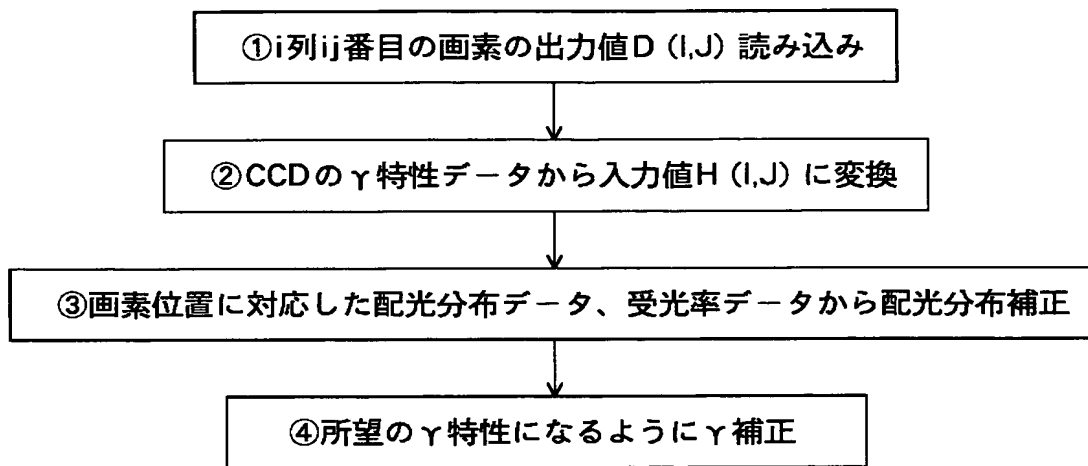 ①i列ij番目の画素の出力値D (I,J) 読み込み
②CCDのγ特性データから入力値H (I,J) に変換
③画素位置に対応した配光分布データ、受光率データから配光分布補正
④所望のγ特性になるようにγ補正